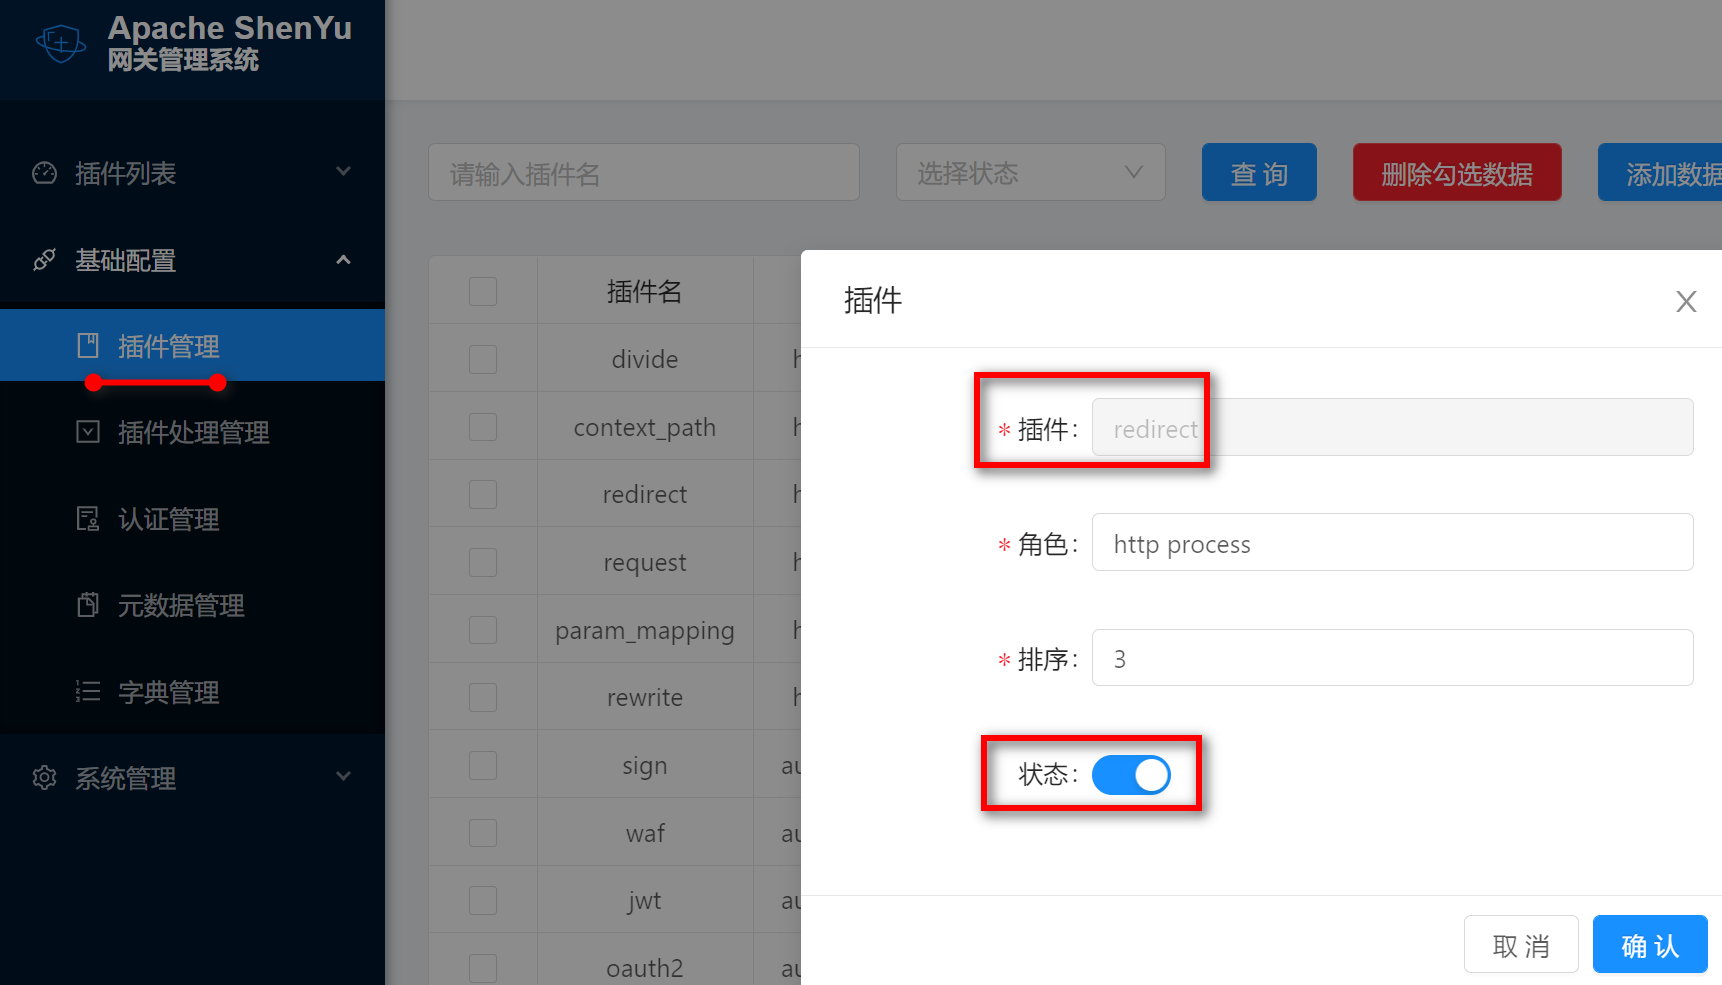 Apache ShenYu
网关管理系统
插件列表
基础配置
插件管理
插件处理管理
认证管理
元数据管理
字典管理
系统管理
请输入插件名
选择状态
查 询
删除勾选数据
添加数据
插件名
divide
context_path
redirect
request
param_mapping
rewrite
sign
waf
jwt
oauth2
h
h
h
h
h
h
au
au
au
au
插件
* 插件: redirect
* 角色: http process
* 排序: 3
状态:
取 消
确 认